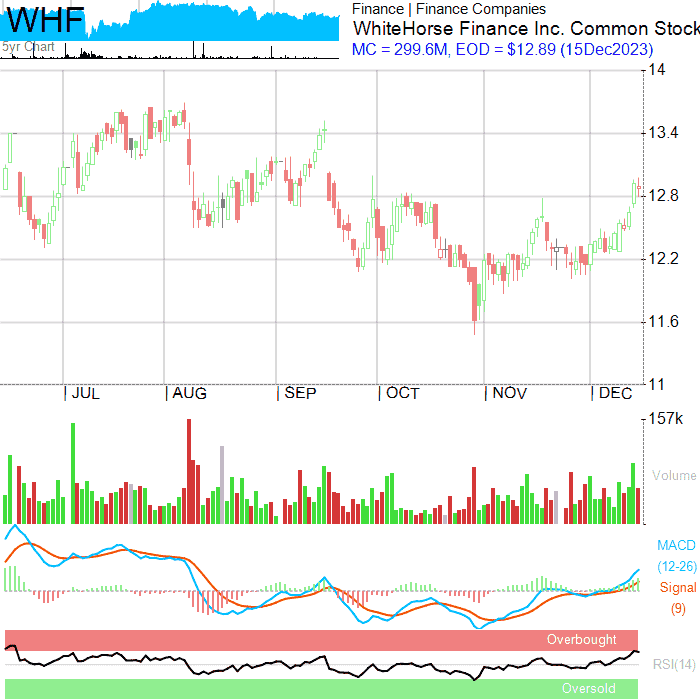 WHF
5yr Chart
Finance | Finance Companies
WhiteHorse Finance Inc. Common Stock
MC = 299.6M, EOD = $12.89 (15Dec2023)
14
13.4
12.8
12.2
11.6
11
| JUL | AUG | SEP | OCT | NOV | DEC
157k
Volume
MACD
(12-26)
Signal
(9)
Overbought
RSI(14)
Oversold